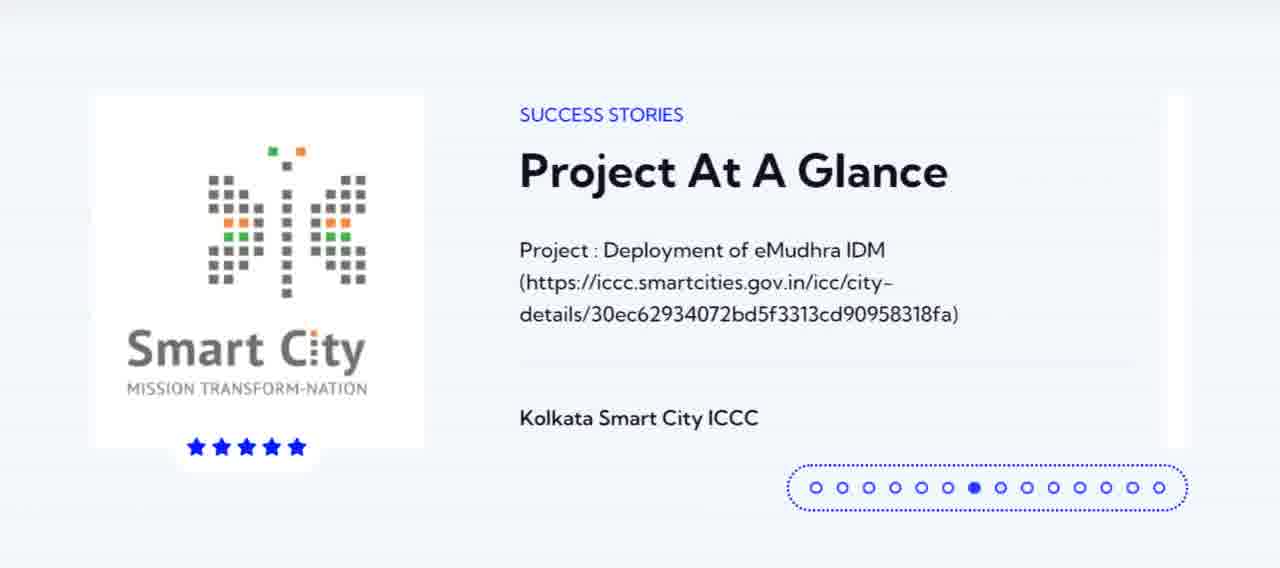 Smart City
MISSION TRANSFORM-NATION
SUCCESS STORIES
Project At A Glance
Project : Deployment of eMudhra IDM
(https://iccc.smartcities.gov.in/icc/city-
details/30ec62934072bd5f3313cd90958318fa)
Kolkata Smart City ICCC